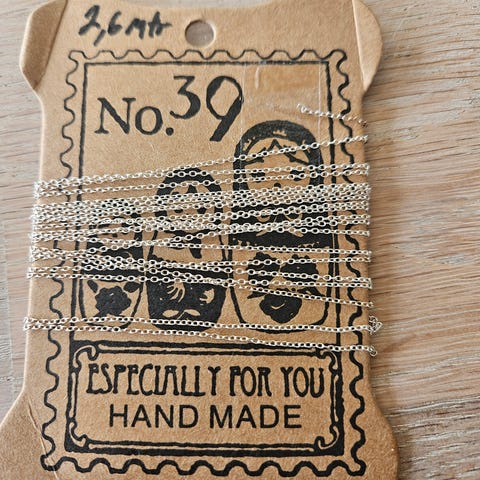 2,6 mtr
No. 39
ESPECIALLY FOR YOU
HAND MADE